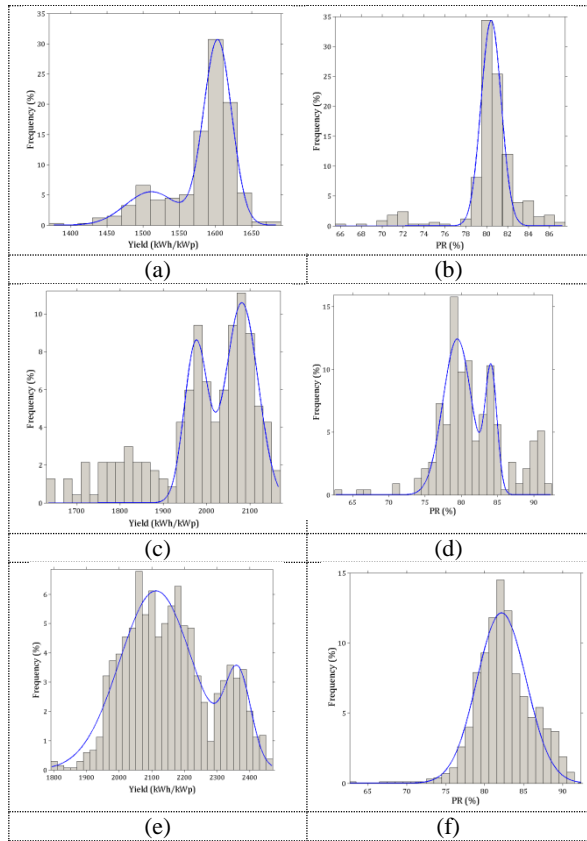 35
30
25
20
15
10
5
0
Frequency (%)
1400 1450 1500 1550 1600 1650
Yield (kWh/kWp)
35
30
25
20
15
10
5
0
Frequency (%)
66 68 70 72 74 76 78 80 82 84 86
PR (%)
(a) (b)
10
8
6
4
2
0
Frequency (%)
1700 1800 1900 2000 2100
Yield (kWh/kWp)
15
10
5
0
Frequency (%)
65 70 75 80 85 90
PR (%)
(c) (d)
6
5
4
3
2
1
0
Frequency (%)
1800 1900 2000 2100 2200 2300 2400
Yield (kWh/kWp)
15
10
5
0
Frequency (%)
65 70 75 80 85 90
PR (%)
(e) (f)